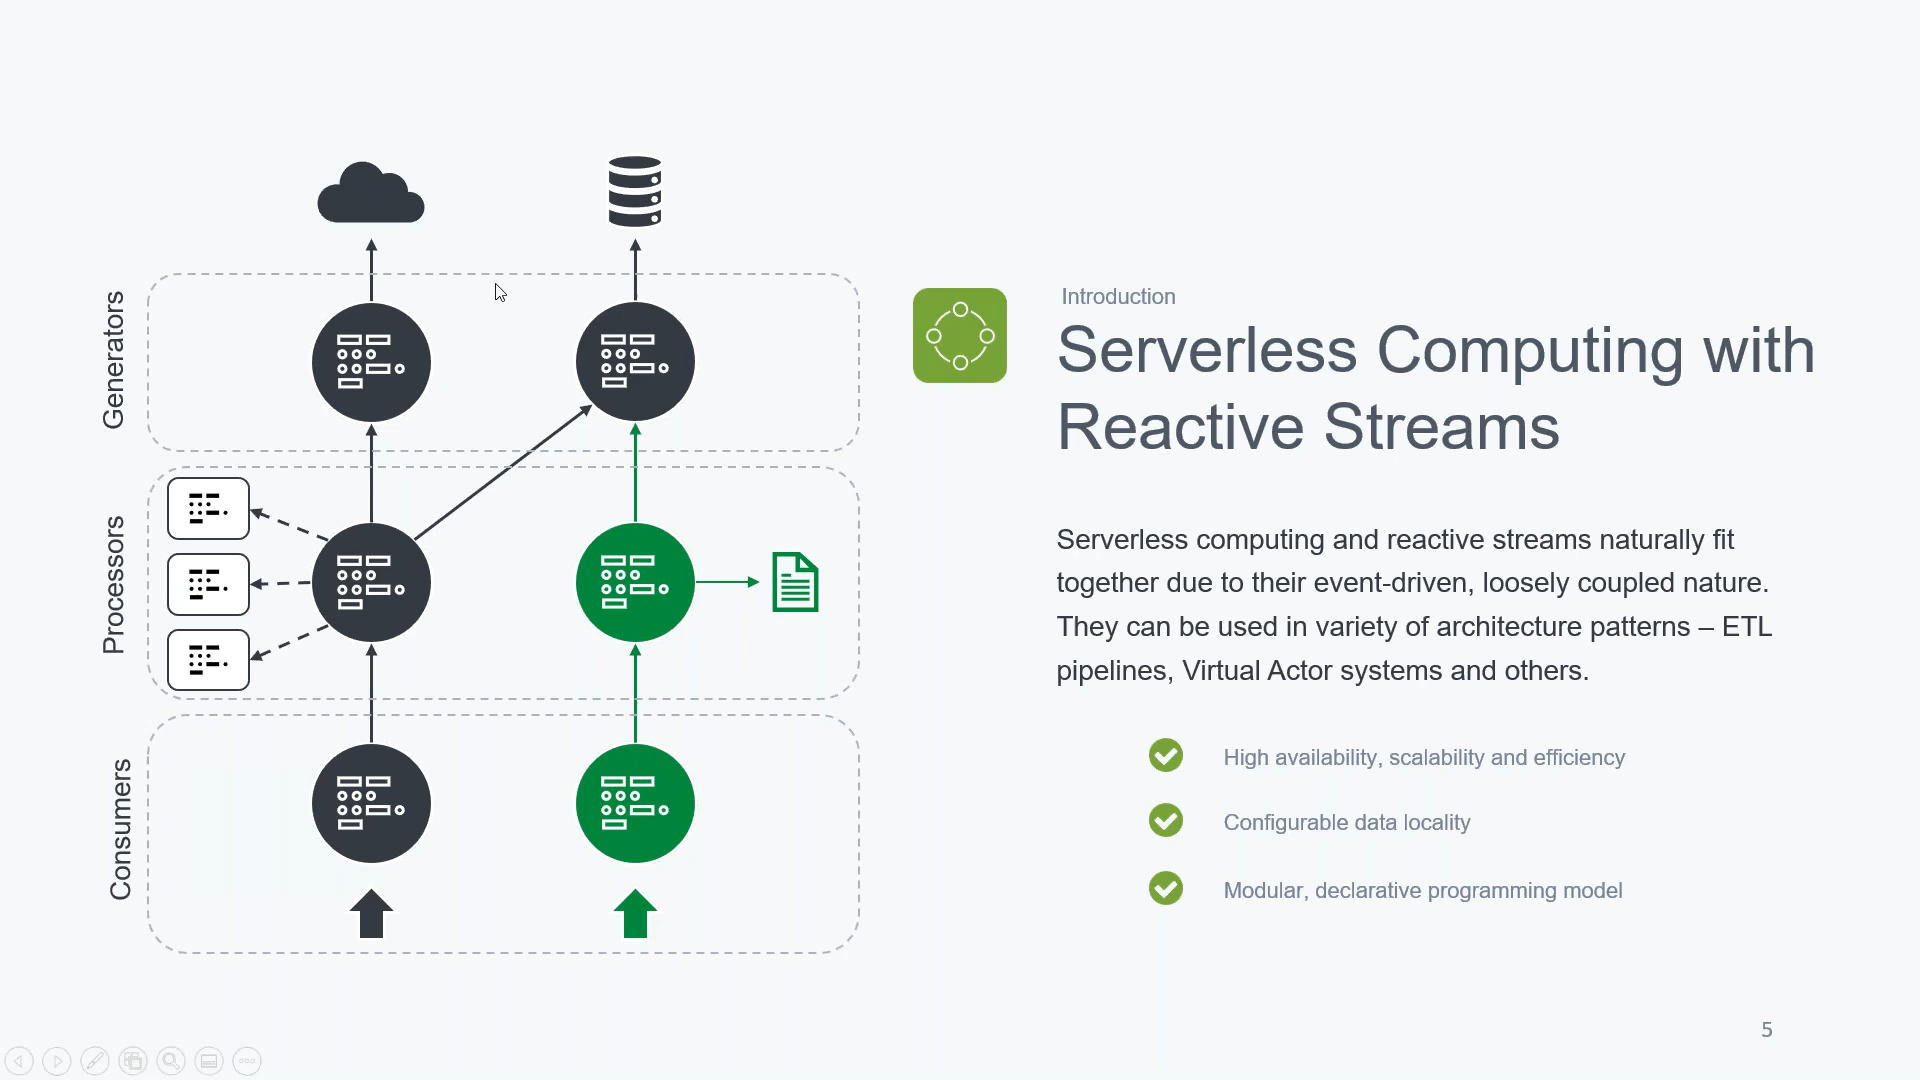 Generators
Processors
Consumers
Introduction
Serverless Computing with
Reactive Streams
Serverless computing and reactive streams naturally fit
together due to their event-driven, loosely coupled nature.
They can be used in variety of architecture patterns – ETL
pipelines, Virtual Actor systems and others.
High availability, scalability and efficiency
Configurable data locality
Modular, declarative programming model
5